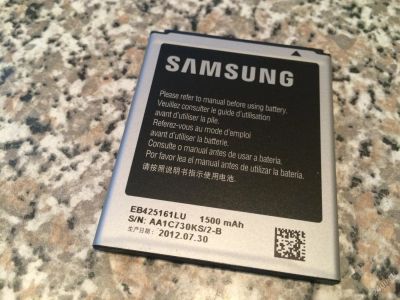 SAMSUNG
Please refer to manual before using battery.
Veuillez consulter le guide d'utilisation
avant d'utiliser la pile.
Referez-vous au mode d'emploi
avant d'utiliser la batterie.
Consulte o manual antes de usar a bateria.
Por favor lea el manual antes de utilizar la batería.
请按照说明书指示使用电池.
EB425161LU 1500 mAh
S/N: AA1C730KS/2-B
生产日期: 2012.07.30